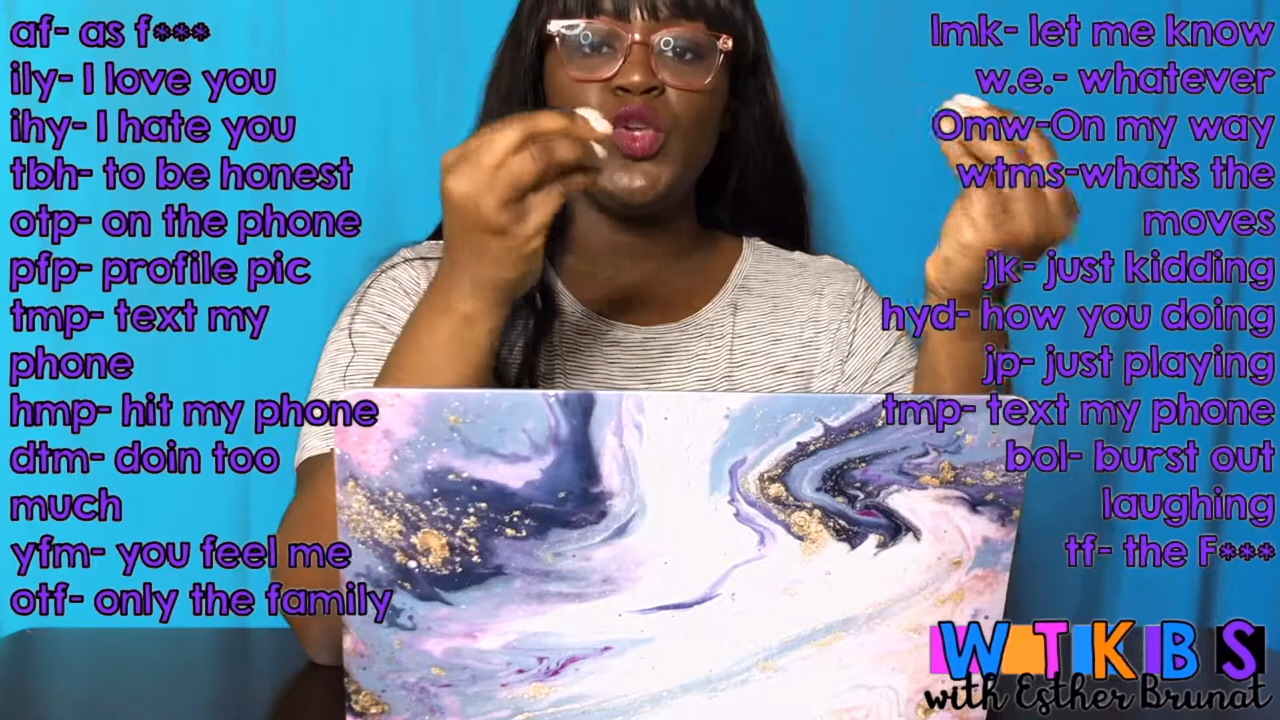 af- as f***
ily- I love you
ihy- I hate you
tbh- to be honest
otp- on the phone
pfp- profile pic
tmp- text my
phone
hmp- hit my phone
dtm- doin too
much
yfm- you feel me
otf- only the family
lmk- let me know
w.e.- whatever
Omw-On my way
wtms-whats the
moves
jk- just kidding
hyd- how you doing
jp- just playing
tmp- text my phone
bol- burst out
laughing
tf- the F***
WTKBS
with Esther Brunat